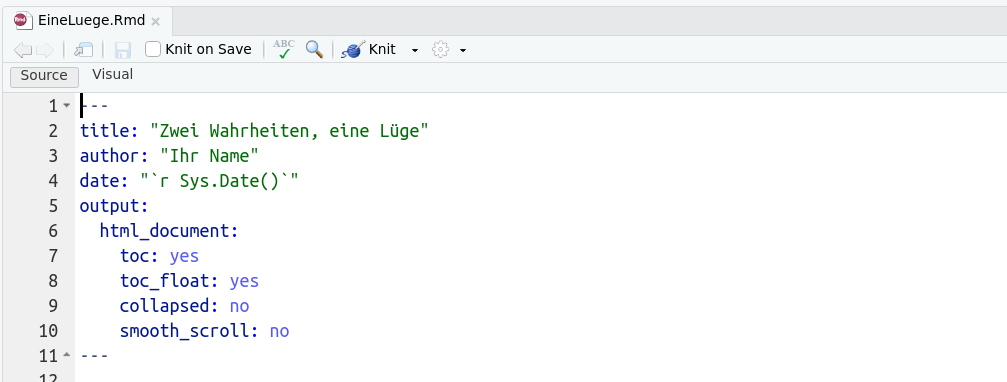 EineLuege.Rmd
Knit on Save ABC Knit
Source Visual
1 ---
2 title: "Zwei Wahrheiten, eine Lüge"
3 author: "Ihr Name"
4 date: "`r Sys.Date()`"
5 output:
6   html_document:
7     toc: yes
8     toc_float: yes
9     collapsed: no
10     smooth_scroll: no
11 ---
12